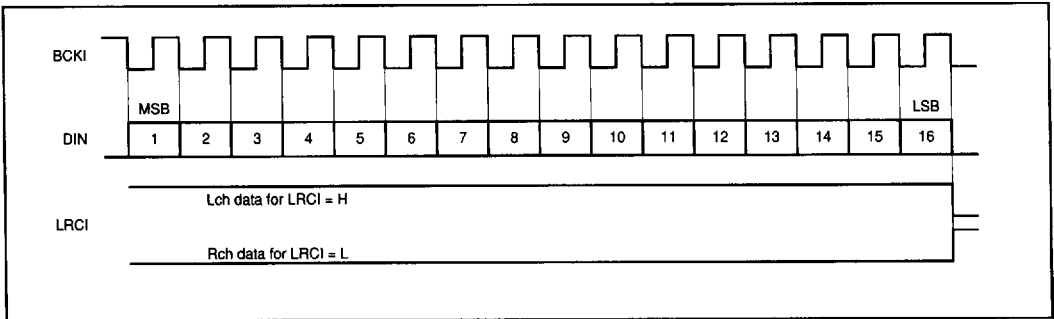 BCKI
MSB LSB
DIN 1 2 3 4 5 6 7 8 9 10 11 12 13 14 15 16
Lch data for LRCI = H
LRCI
Rch data for LRCI = L